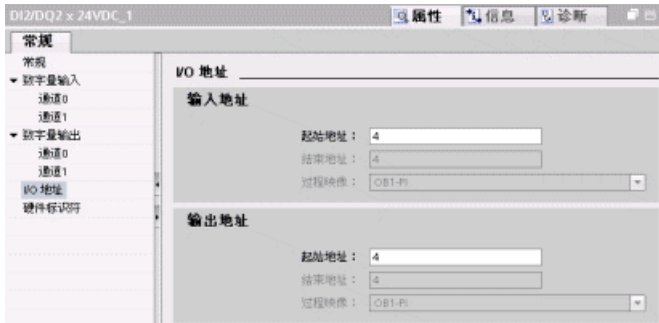 DI2/DQ2 x 24VDC_1
属性
信息
诊断
常规
常规
数字量输入
通道0
通道1
数字量输出
通道0
通道1
I/O 地址
硬件标识符
I/O 地址
输入地址
起始地址：4
结束地址：4
过程映像：OB1-PI
输出地址
起始地址：4
结束地址：4
过程映像：OB1-PI